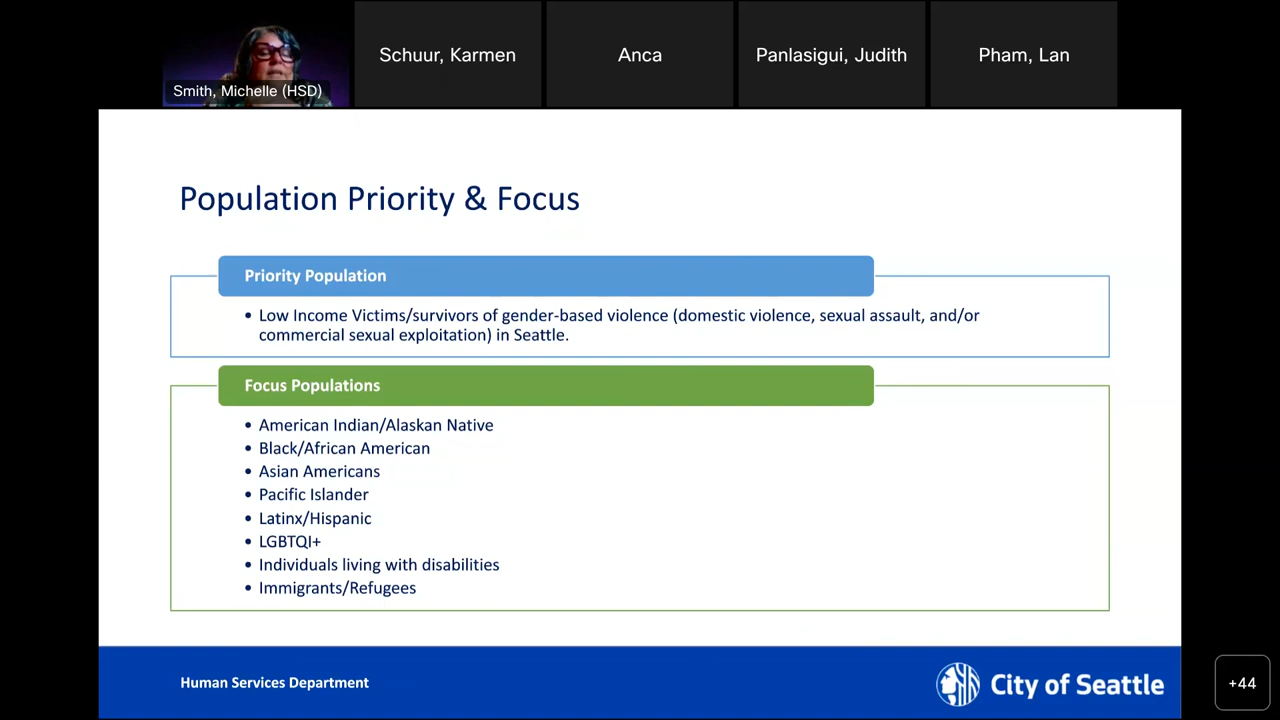 Smith, Michelle (HSD)
Schuur, Karmen
Anca
Panlasigui, Judith
Pham, Lan
Population Priority & Focus
Priority Population
• Low Income Victims/survivors of gender-based violence (domestic violence, sexual assault, and/or
commercial sexual exploitation) in Seattle.
Focus Populations
• American Indian/Alaskan Native
• Black/African American
• Asian Americans
• Pacific Islander
• Latinx/Hispanic
• LGBTQI+
• Individuals living with disabilities
• Immigrants/Refugees
Human Services Department
City of Seattle
+44